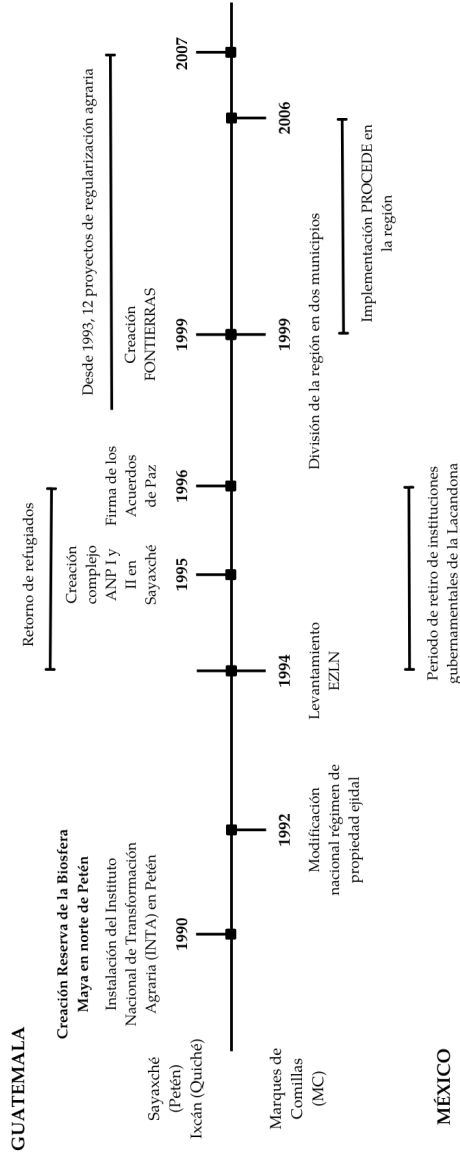 GUATEMALA
Sayaxché
(Petén)
Ixcán (Quiché)
Creación Reserva de la Biosfera
Maya en norte de Petén
Instalación del Instituto
Nacional de Transformación
Agraria (INTA) en Petén
1990
Retorno de refugiados
Creación
complejo
ANP I y
II en
Sayaxché
1995
Firma de los
Acuerdos
de Paz
1996
Desde 1993, 12 proyectos de regularización agraria
Creación
FONTIERRAS
1999
2007
Marques de
Comillas
(MC)
1992
Modificación
nacional régimen de
propiedad ejidal
1994
Levantamiento
EZLN
1999
División de la región en dos municipios
2006
Implementación PROCEDE en
la región
Periodo de retiro de instituciones
gubernamentales de la Lacandona
MÉXICO